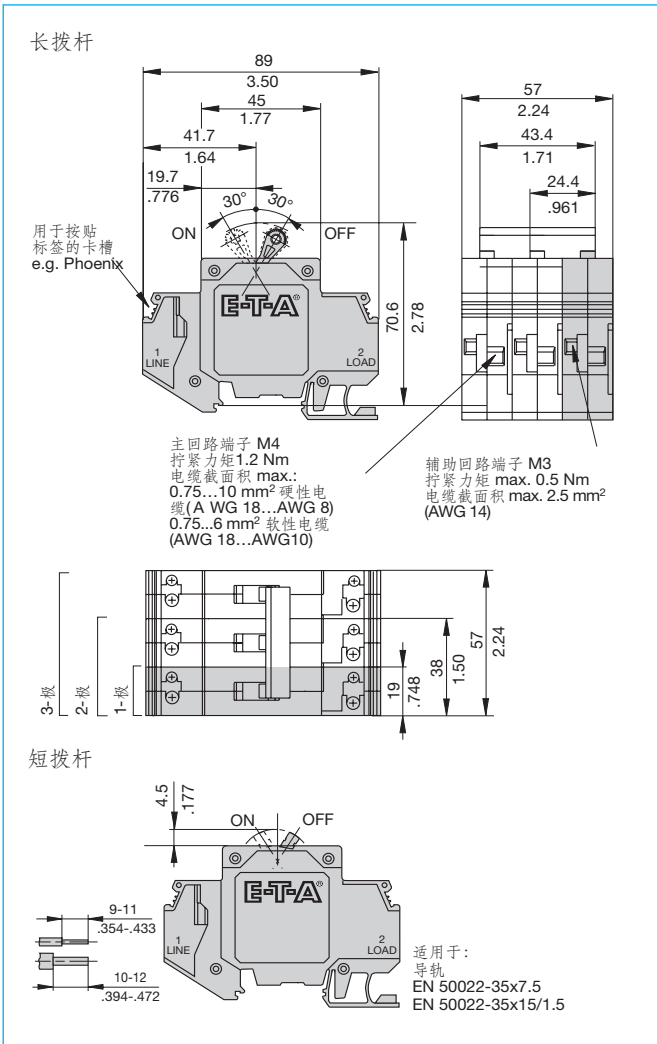 长拨杆
89
3.50
45
1.77
41.7
1.64
19.7
.776
30° 30°
ON OFF
用于按贴
标签的卡槽
e.g. Phoenix
E-T-A®
1
LINE
2
LOAD
70.6
2.78
57
2.24
43.4
1.71
24.4
.961
主回路端子 M4
拧紧力矩1.2 Nm
电缆截面积 max.:
0.75...10 mm² 硬性电
缆(A WG 18...AWG 8)
0.75...6 mm² 软性电缆
(AWG 18...AWG10)
辅助回路端子 M3
拧紧力矩 max. 0.5 Nm
电缆截面积 max. 2.5 mm²
(AWG 14)
3-极
2-极
1-极
19
.748
38
1.50
57
2.24
短拨杆
4.5
.177
ON OFF
E-T-A®
1
LINE
2
LOAD
9-11
.354-.433
10-12
.394-.472
适用于:
导轨
EN 50022-35x7.5
EN 50022-35x15/1.5